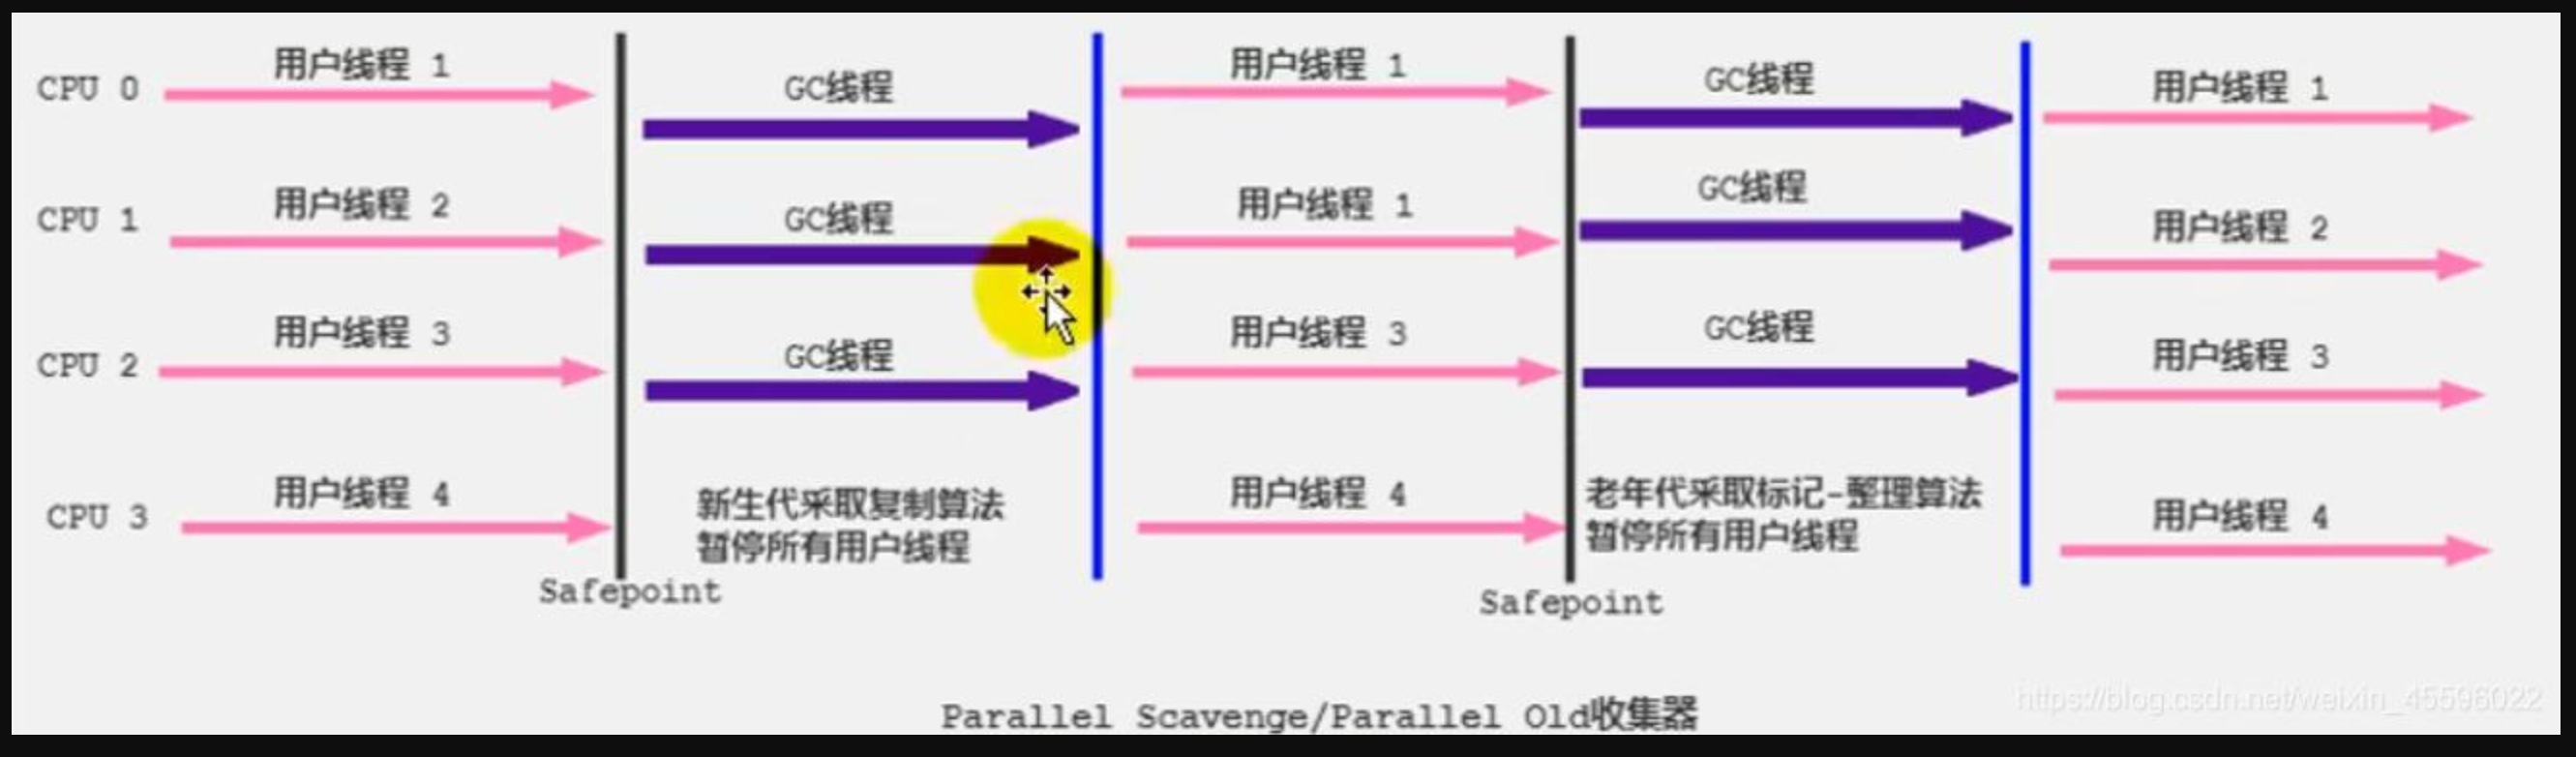 CPU 0
用户线程 1
GC线程
用户线程 1
GC线程
用户线程 1
CPU 1
用户线程 2
GC线程
用户线程 1
GC线程
用户线程 2
CPU 2
用户线程 3
GC线程
用户线程 3
GC线程
用户线程 3
CPU 3
用户线程 4
新生代采取复制算法
暂停所有用户线程
用户线程 4
老年代采取标记-整理算法
暂停所有用户线程
用户线程 4
Safepoint
Safepoint
Parallel Scavenge/Parallel Old收集器
https://blog.csdn.net/weixin_45596022